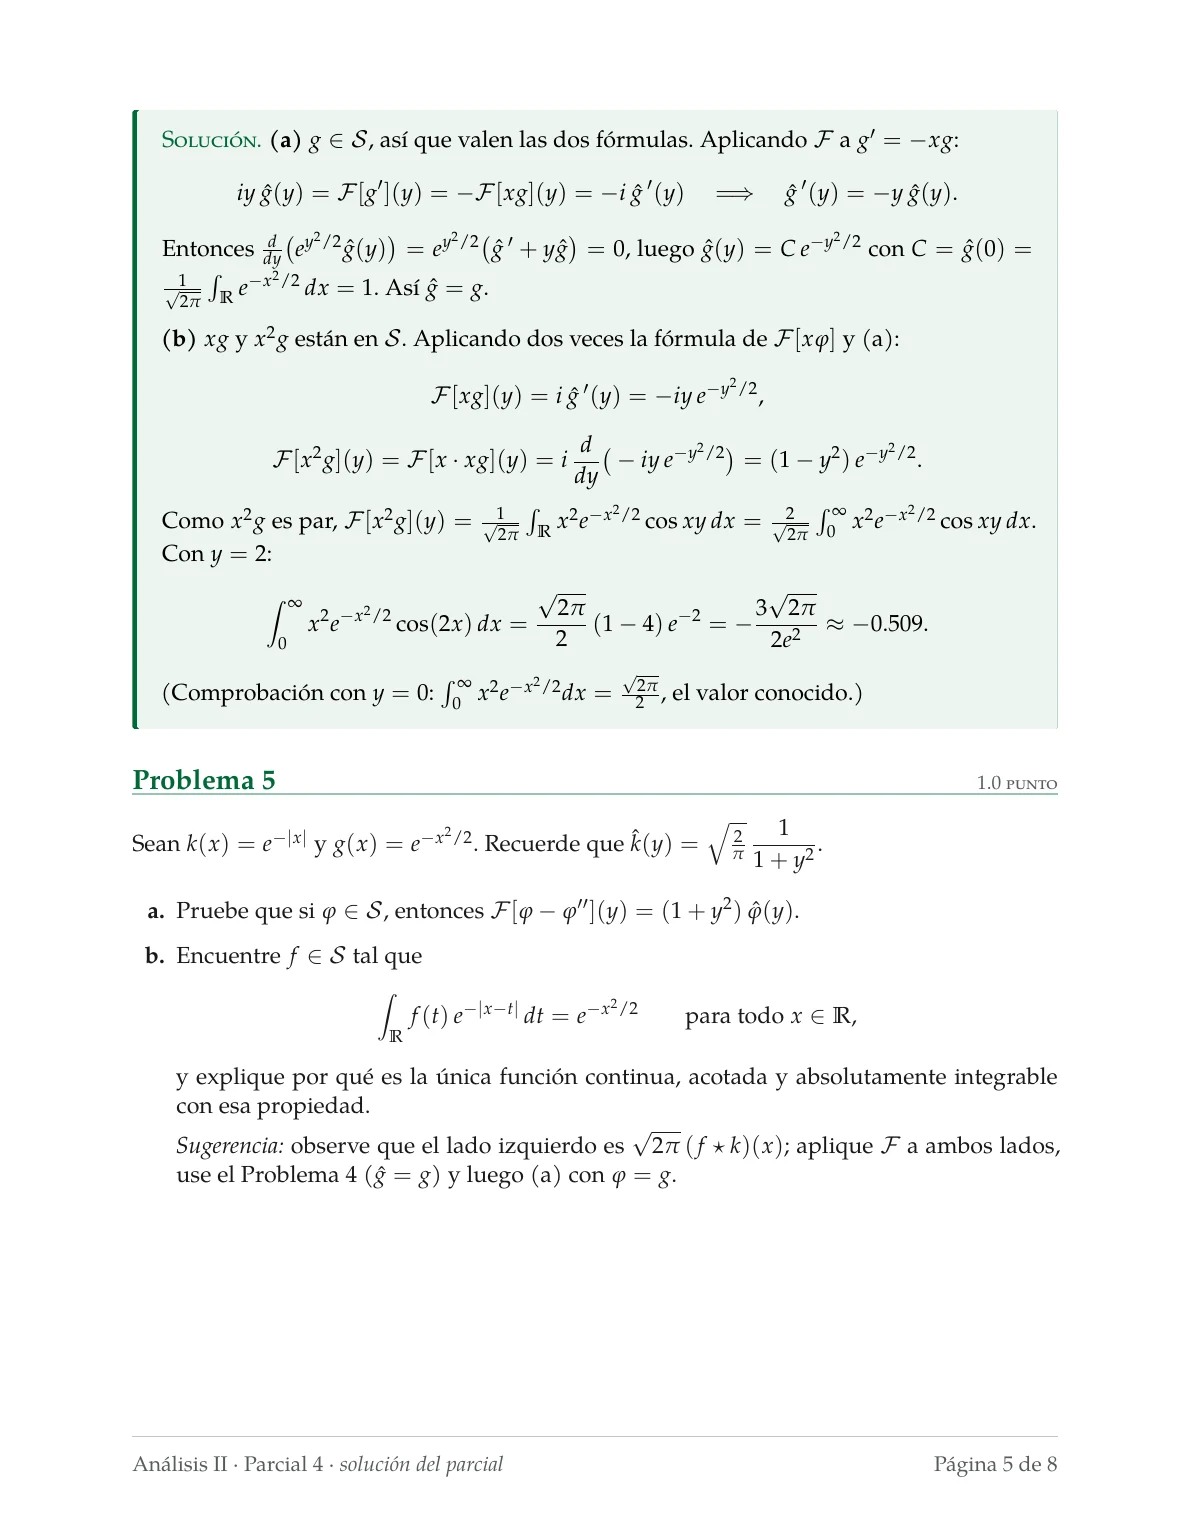 SOLUCIÓN. (a) g ∈ 𝒮, así que valen las dos fórmulas. Aplicando ℱ a g′ = −xg:
iy ĝ(y) = ℱ[g′](y) = −ℱ[xg](y) = −i ĝ ′(y) ⟹ ĝ ′(y) = −y ĝ(y).
Entonces d/dy (e^{y²/2} ĝ(y)) = e^{y²/2} (ĝ ′ + yĝ) = 0, luego ĝ(y) = C e^{−y²/2} con C = ĝ(0) =
1/√(2π) ∫_ℝ e^{−x²/2} dx = 1. Así ĝ = g.
(b) xg y x²g están en 𝒮. Aplicando dos veces la fórmula de ℱ[xφ] y (a):
ℱ[xg](y) = i ĝ ′(y) = −iy e^{−y²/2},
ℱ[x²g](y) = ℱ[x · xg](y) = i d/dy (− iy e^{−y²/2}) = (1 − y²) e^{−y²/2}.
Como x²g es par, ℱ[x²g](y) = 1/√(2π) ∫_ℝ x²e^{−x²/2} cos xy dx = 2/√(2π) ∫_0^∞ x²e^{−x²/2} cos xy dx.
Con y = 2:
∫_0^∞ x²e^{−x²/2} cos(2x) dx = √(2π)/2 (1 − 4) e^{−2} = − 3√(2π)/(2e²) ≈ −0.509.
(Comprobación con y = 0: ∫_0^∞ x²e^{−x²/2}dx = √(2π)/2, el valor conocido.)
Problema 5 1.0 PUNTO
Sean k(x) = e^{−|x|} y g(x) = e^{−x²/2}. Recuerde que k̂(y) = √(2/π) 1/(1 + y²).
a. Pruebe que si φ ∈ 𝒮, entonces ℱ[φ − φ″](y) = (1 + y²) φ̂(y).
b. Encuentre f ∈ 𝒮 tal que
∫_ℝ f(t) e^{−|x−t|} dt = e^{−x²/2} para todo x ∈ ℝ,
y explique por qué es la única función continua, acotada y absolutamente integrable
con esa propiedad.
Sugerencia: observe que el lado izquierdo es √(2π) (f ⋆ k)(x); aplique ℱ a ambos lados,
use el Problema 4 (ĝ = g) y luego (a) con φ = g.
Análisis II · Parcial 4 · solución del parcial Página 5 de 8